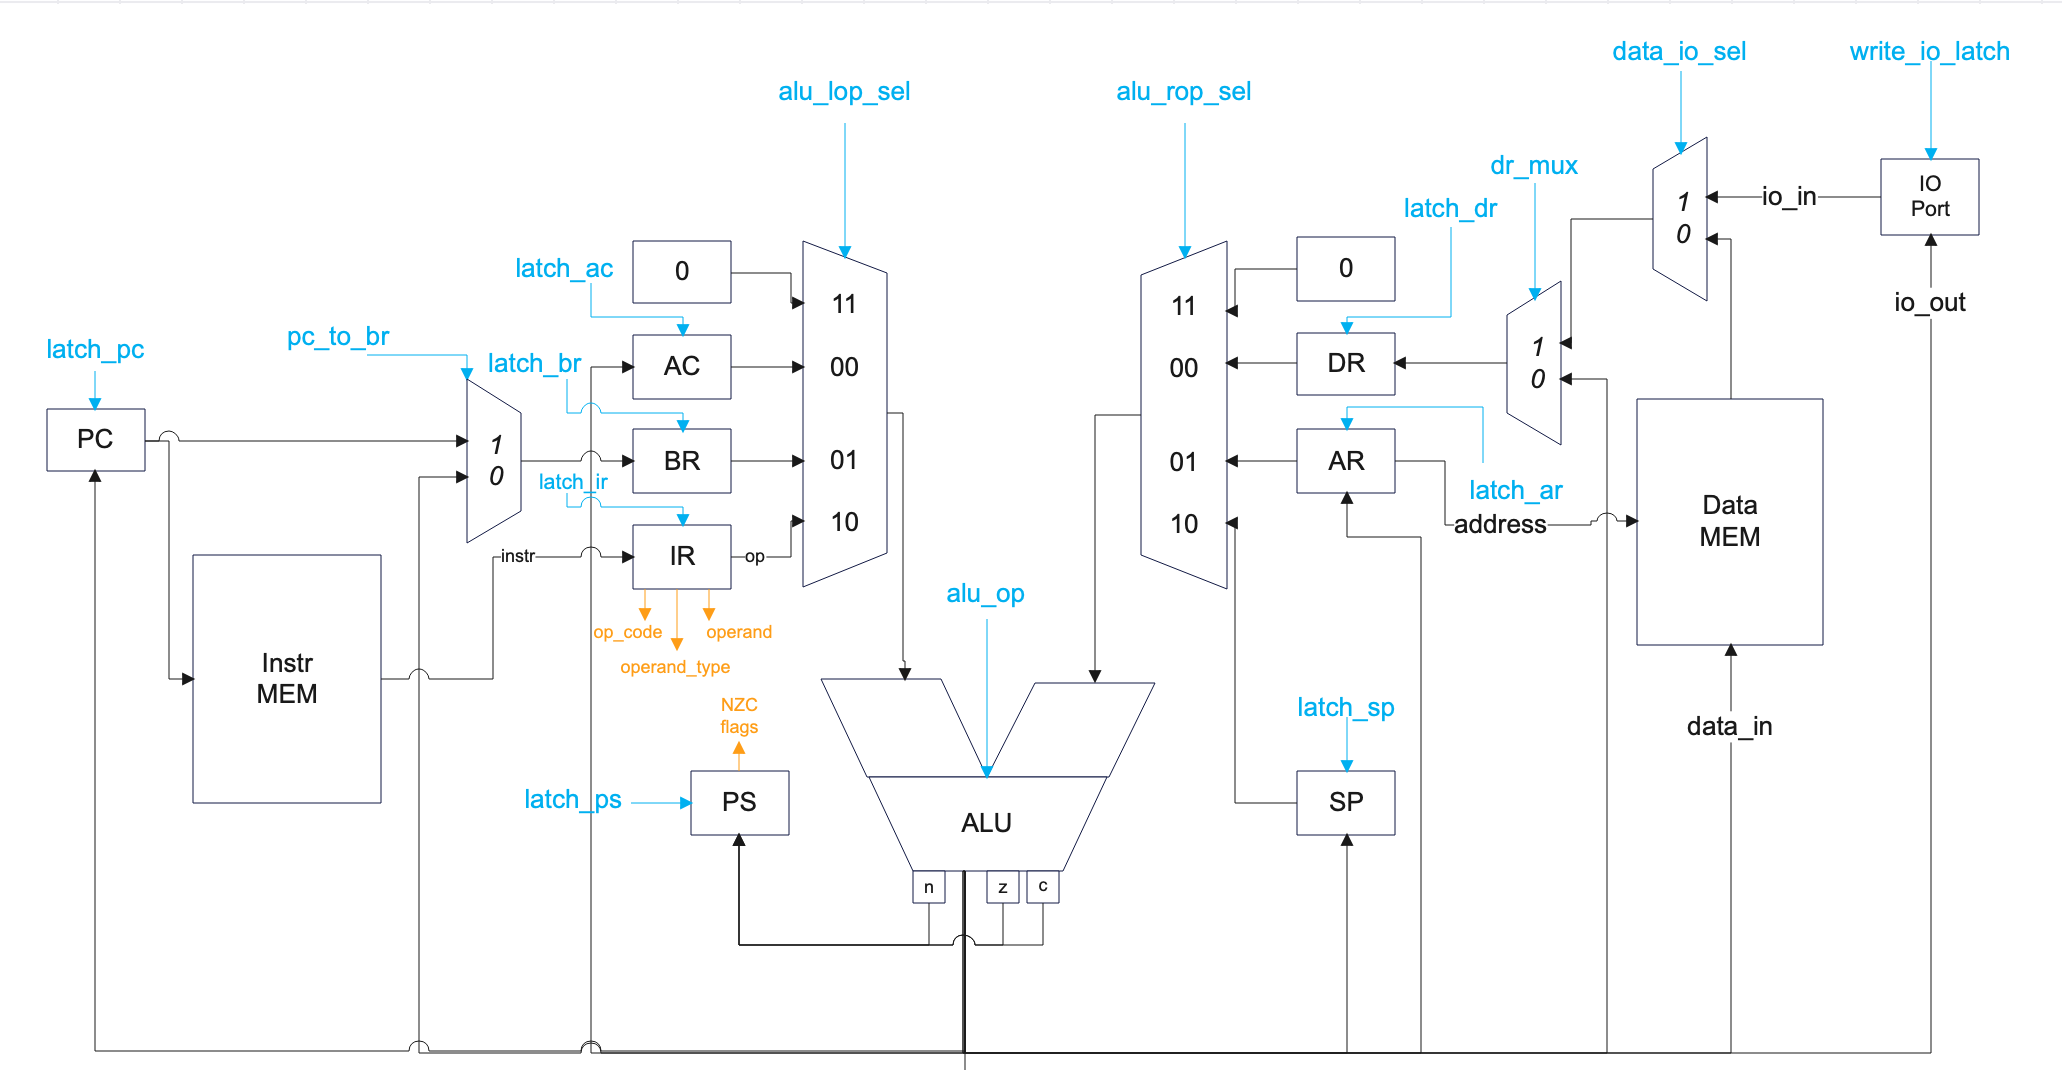 data_io_sel
write_io_latch
alu_lop_sel
alu_rop_sel
dr_mux
latch_dr
IO
Port
io_in
1
0
latch_ac
0
0
11
11
io_out
pc_to_br
latch_pc
latch_br
AC
00
00
DR
1
0
PC
1
0
BR
01
01
AR
latch_ir
latch_ar
Data
MEM
10
10
address
instr
IR
op
alu_op
op_code
operand
operand_type
Instr
MEM
NZC
flags
latch_sp
data_in
latch_ps
PS
SP
ALU
n
z
c